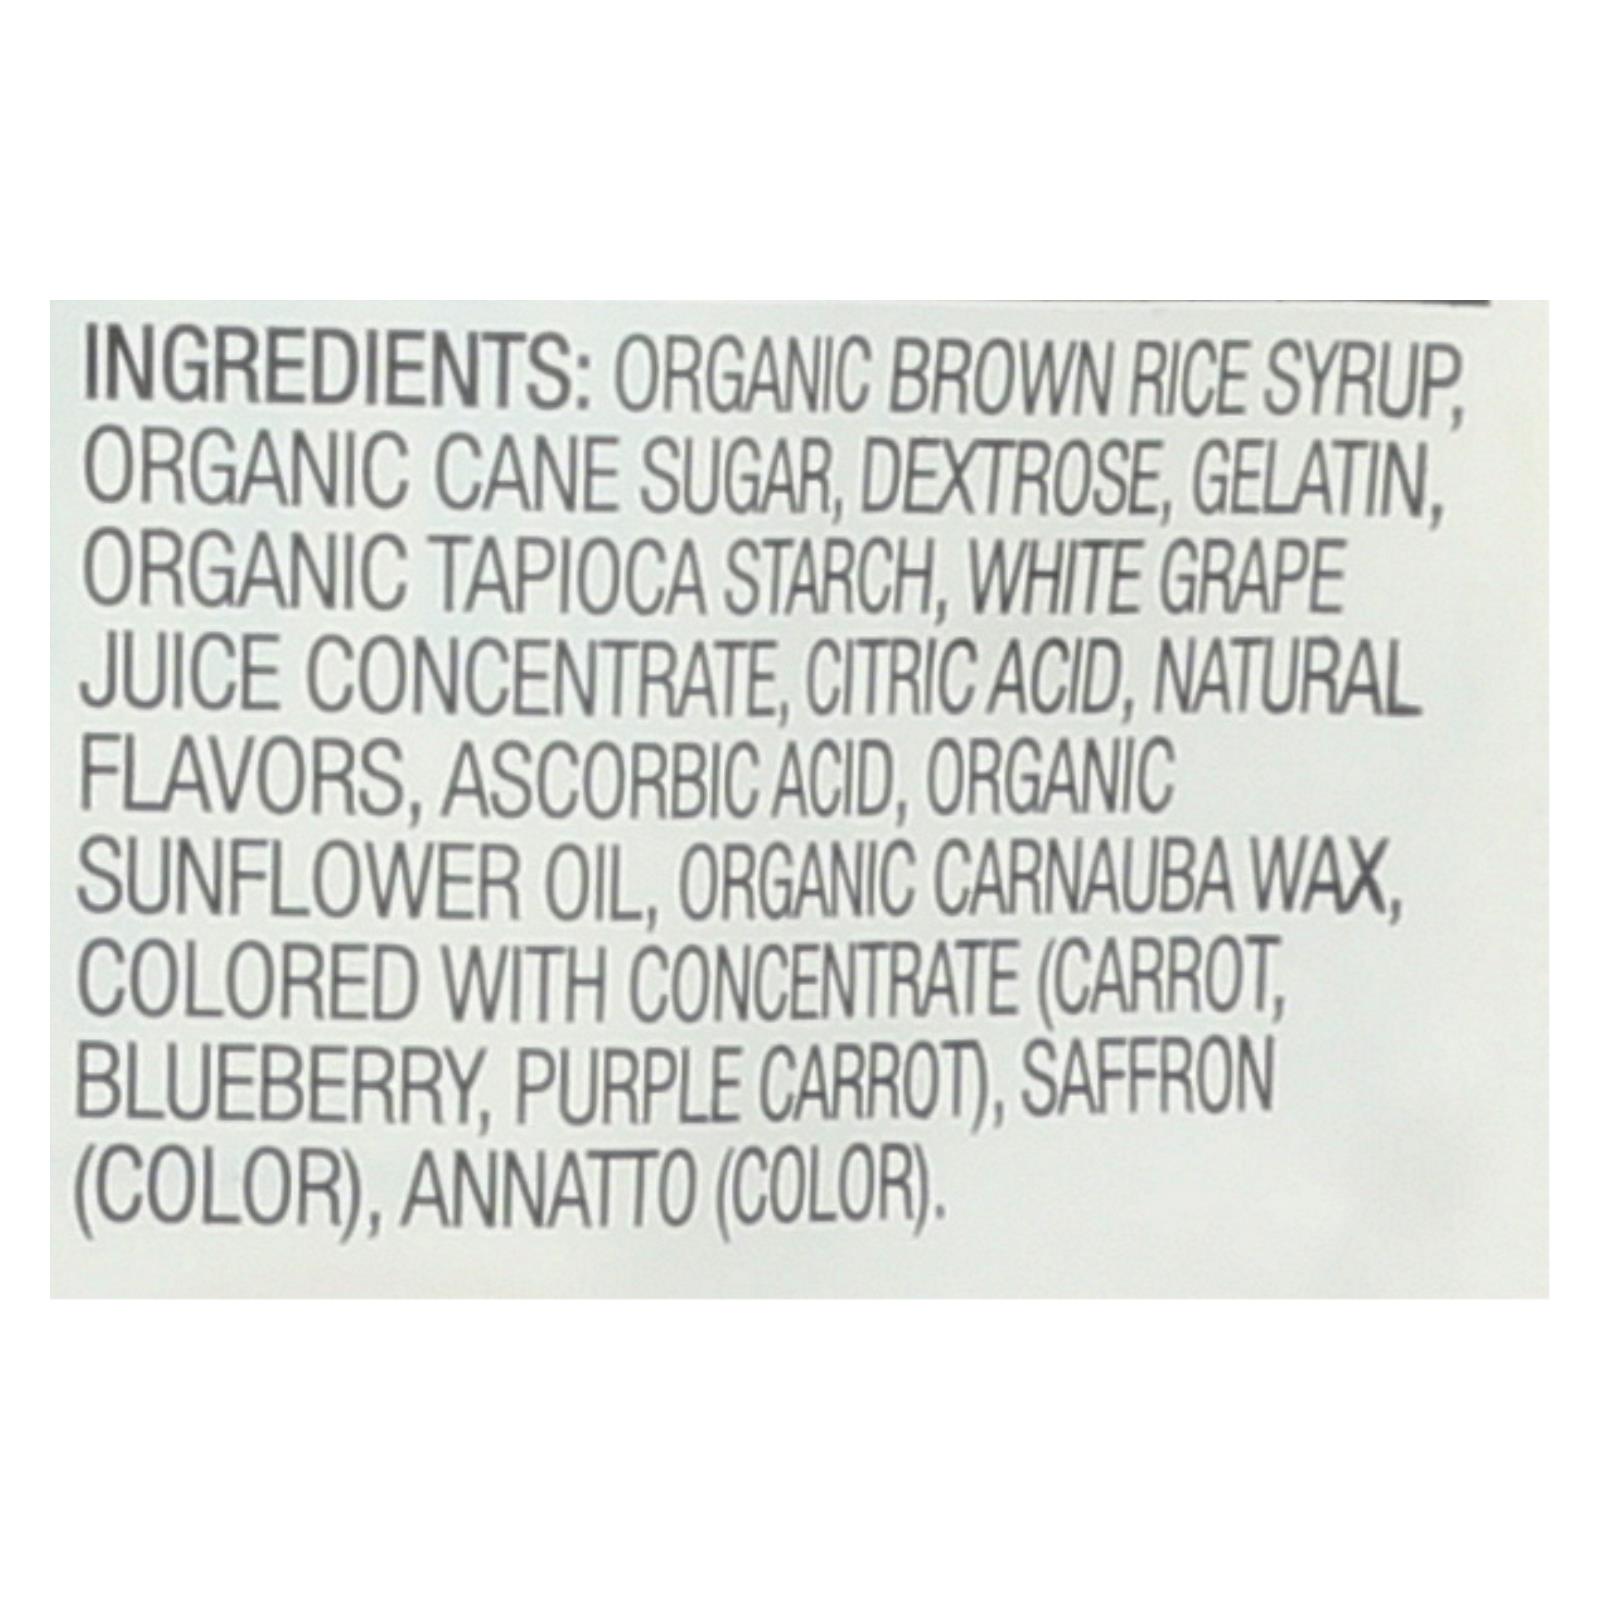 INGREDIENTS: ORGANIC BROWN RICE SYRUP,
ORGANIC CANE SUGAR, DEXTROSE, GELATIN,
ORGANIC TAPIOCA STARCH, WHITE GRAPE
JUICE CONCENTRATE, CITRIC ACID, NATURAL
FLAVORS, ASCORBIC ACID, ORGANIC
SUNFLOWER OIL, ORGANIC CARNAUBA WAX,
COLORED WITH CONCENTRATE (CARROT,
BLUEBERRY, PURPLE CARROT), SAFFRON
(COLOR), ANNATTO (COLOR).